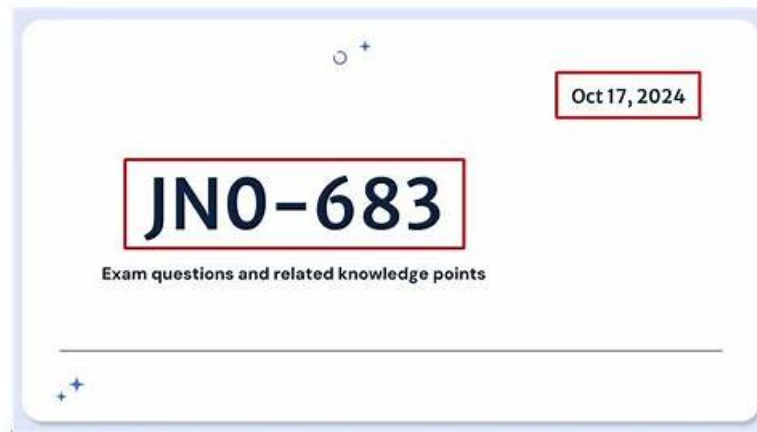 Oct 17, 2024
JN0-683
Exam questions and related knowledge points